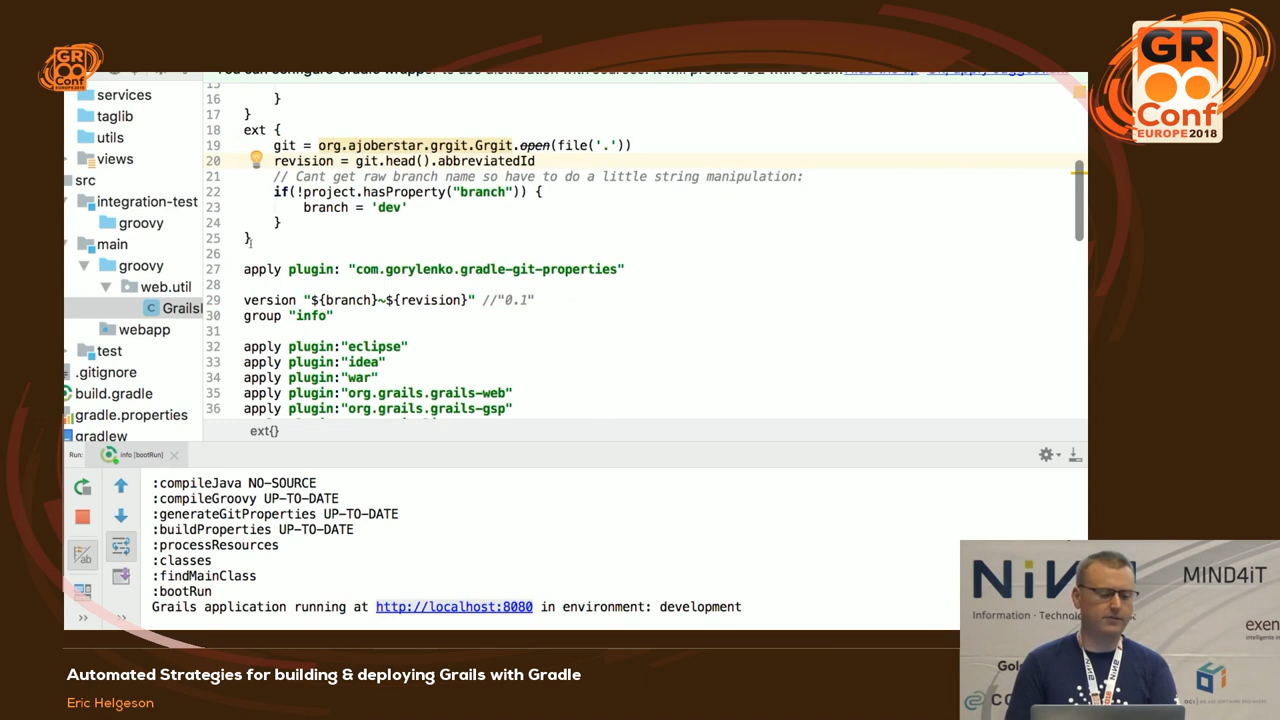 GR
CONF
EUROPE 2018
GR
Conf
EUROPE 2018
services
taglib
utils
views
src
integration-test
groovy
main
groovy
web.util
Grails
webapp
test
.gitignore
build.gradle
gradle.properties
gradlew
16 }
17 }
18 ext {
19 git = org.ajoberstar.grgit.Grgit.open(file('.'))
20 revision = git.head().abbreviatedId
21 // Cant get raw branch name so have to do a little string manipulation:
22 if(!project.hasProperty("branch")) {
23 branch = 'dev'
24 }
25 }
26
27 apply plugin: "com.gorylenko.gradle-git-properties"
28
29 version "${branch}~${revision}" //"0.1"
30 group "info"
31
32 apply plugin:"eclipse"
33 apply plugin:"idea"
34 apply plugin:"war"
35 apply plugin:"org.grails.grails-web"
36 apply plugin:"org.grails.grails-gsp"
ext{}
Run: info [bootRun]
:compileJava NO-SOURCE
:compileGroovy UP-TO-DATE
:generateGitProperties UP-TO-DATE
:buildProperties UP-TO-DATE
:processResources
:classes
:findMainClass
:bootRun
Grails application running at http://localhost:8080 in environment: development
MIND4iT
Information · Techno
exen
Automated Strategies for building & deploying Grails with Gradle
Eric Helgeson